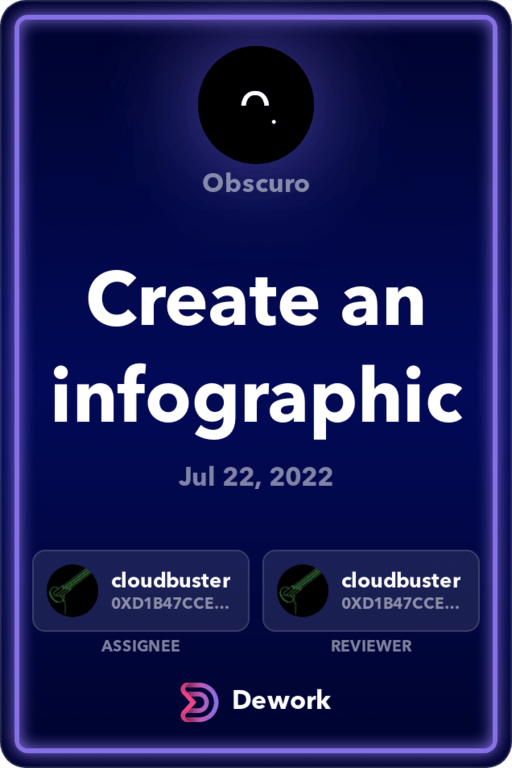 Obscuro
Create an
infographic
Jul 22, 2022
cloudbuster
0XD1B47CCE...
ASSIGNEE
cloudbuster
0XD1B47CCE...
REVIEWER
Dework